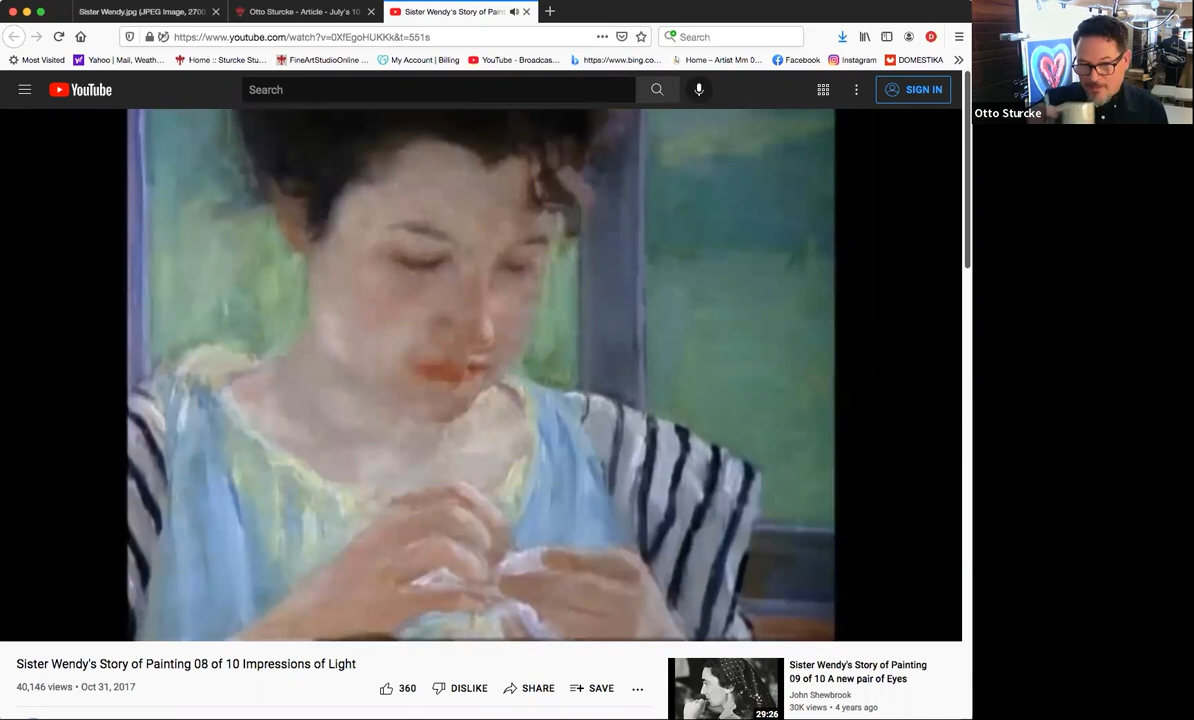 Sister Wendy.jpg (JPEG Image, 2700
Otto Sturcke - Article - July's 10
Sister Wendy's Story of Pain
https://www.youtube.com/watch?v=0XfEgoHUKKk&t=551s
Search
Most Visited
Yahoo | Mail, Weath...
Home :: Sturcke Stu...
FineArtStudioOnline ...
My Account | Billing
YouTube - Broadcas...
https://www.bing.co...
Home – Artist Mm 0...
Facebook
Instagram
DOMESTIKA
YouTube
Search
SIGN IN
Otto Sturcke
Sister Wendy's Story of Painting 08 of 10 Impressions of Light
40,146 views • Oct 31, 2017
360
DISLIKE
SHARE
SAVE
Sister Wendy's Story of Painting
09 of 10 A new pair of Eyes
John Shewbrook
30K views • 4 years ago
29:26